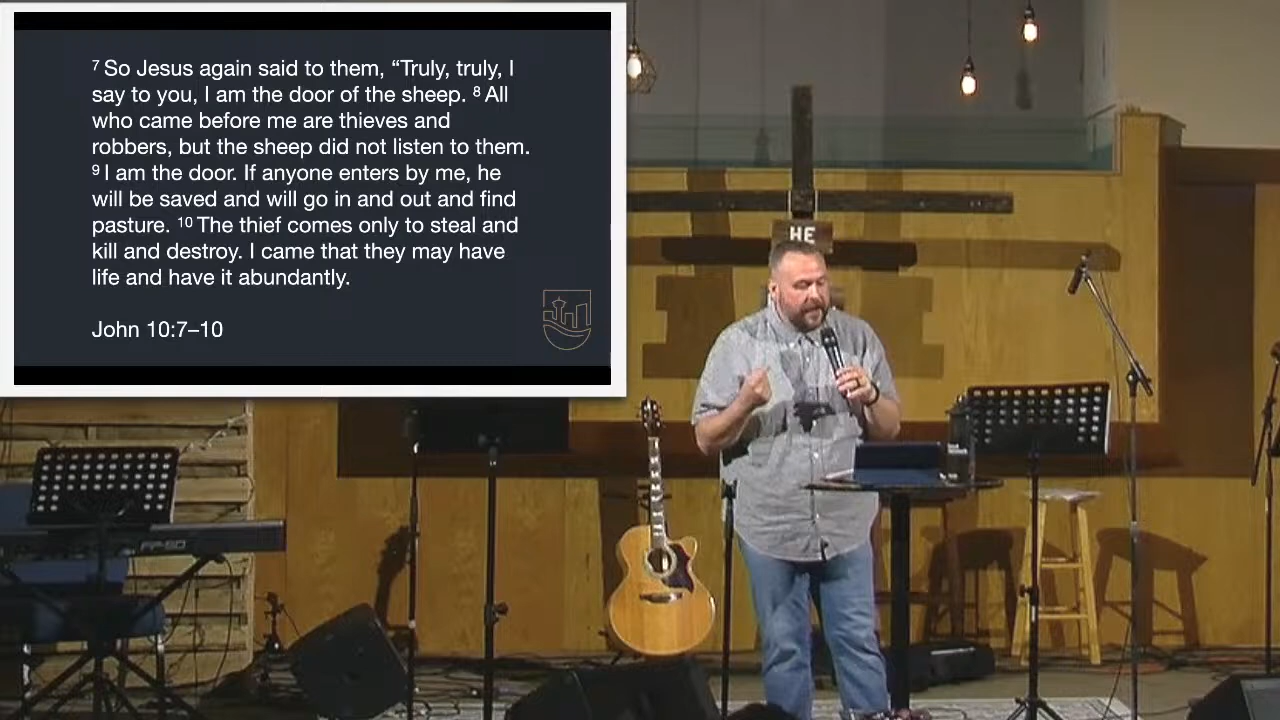 ⁷ So Jesus again said to them, “Truly, truly, I
say to you, I am the door of the sheep. ⁸ All
who came before me are thieves and
robbers, but the sheep did not listen to them.
⁹ I am the door. If anyone enters by me, he
will be saved and will go in and out and find
pasture. ¹⁰ The thief comes only to steal and
kill and destroy. I came that they may have
life and have it abundantly.
John 10:7–10
HE